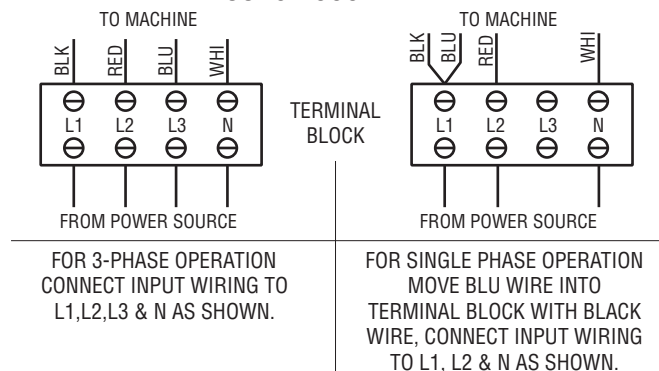 TO MACHINE
BLK RED BLU WHI
L1 L2 L3 N
FROM POWER SOURCE
TERMINAL
BLOCK
TO MACHINE
BLK BLU RED WHI
L1 L2 L3 N
FROM POWER SOURCE
FOR 3-PHASE OPERATION
CONNECT INPUT WIRING TO
L1,L2,L3 & N AS SHOWN.
FOR SINGLE PHASE OPERATION
MOVE BLU WIRE INTO
TERMINAL BLOCK WITH BLACK
WIRE, CONNECT INPUT WIRING
TO L1, L2 & N AS SHOWN.